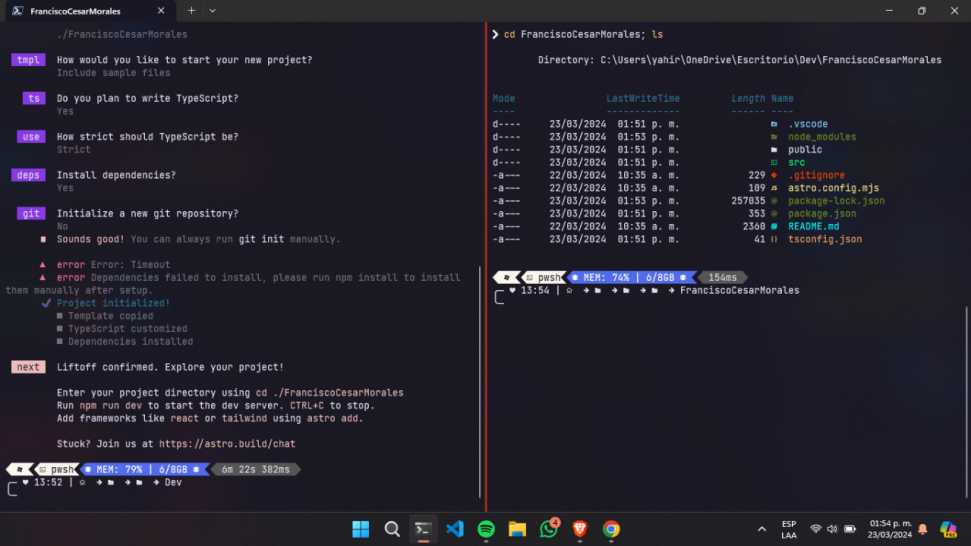 FranciscoCesarMorales
./FranciscoCesarMorales
tmpl How would you like to start your new project?
Include sample files
ts Do you plan to write TypeScript?
Yes
use How strict should TypeScript be?
Strict
deps Install dependencies?
Yes
git Initialize a new git repository?
No
Sounds good! You can always run git init manually.
error Error: Timeout
error Dependencies failed to install, please run npm install to install
them manually after setup.
Project initialized!
Template copied
TypeScript customized
Dependencies installed
next Liftoff confirmed. Explore your project!
Enter your project directory using cd ./FranciscoCesarMorales
Run npm run dev to start the dev server. CTRL+C to stop.
Add frameworks like react or tailwind using astro add.
Stuck? Join us at https://astro.build/chat
pwsh MEM: 79% | 6/8GB 6m 22s 382ms
13:52 | Dev
cd FranciscoCesarMorales; ls
Directory: C:\Users\yahir\OneDrive\Escritorio\Dev\FranciscoCesarMorales
Mode LastWriteTime Length Name
---- ------------- ------ ----
d---- 23/03/2024 01:51 p. m. .vscode
d---- 23/03/2024 01:53 p. m. node_modules
d---- 23/03/2024 01:51 p. m. public
d---- 23/03/2024 01:51 p. m. src
-a--- 22/03/2024 10:35 a. m. 229 .gitignore
-a--- 22/03/2024 10:35 a. m. 109 astro.config.mjs
-a--- 23/03/2024 01:51 p. m. 257035 package-lock.json
-a--- 23/03/2024 01:51 p. m. 353 package.json
-a--- 22/03/2024 10:35 a. m. 2360 README.md
-a--- 23/03/2024 01:51 p. m. 41 tsconfig.json
pwsh MEM: 74% | 6/8GB 154ms
13:54 | FranciscoCesarMorales
4
ESP
LAA
01:54 p. m.
23/03/2024
PRE